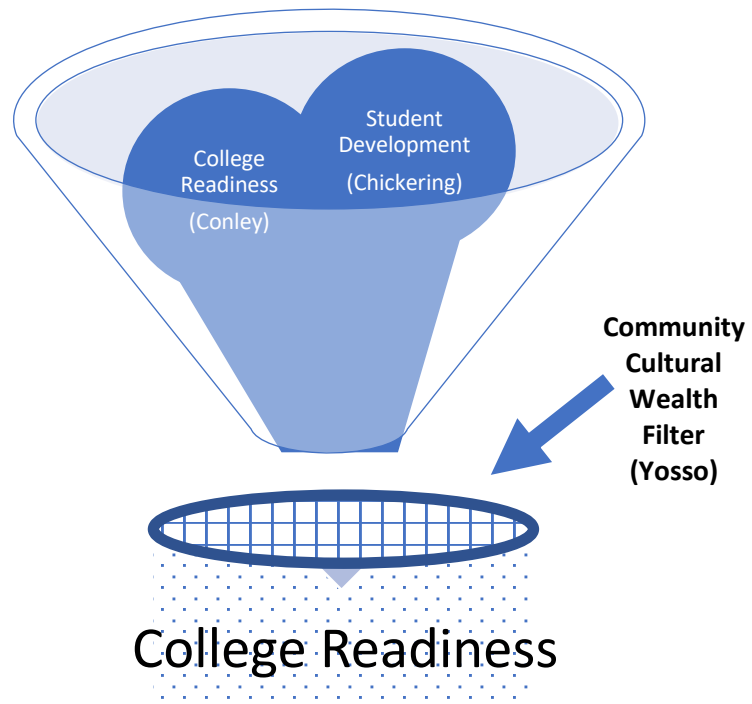 Student
Development
(Chickering)
College
Readiness
(Conley)
Community
Cultural
Wealth
Filter
(Yosso)
College Readiness